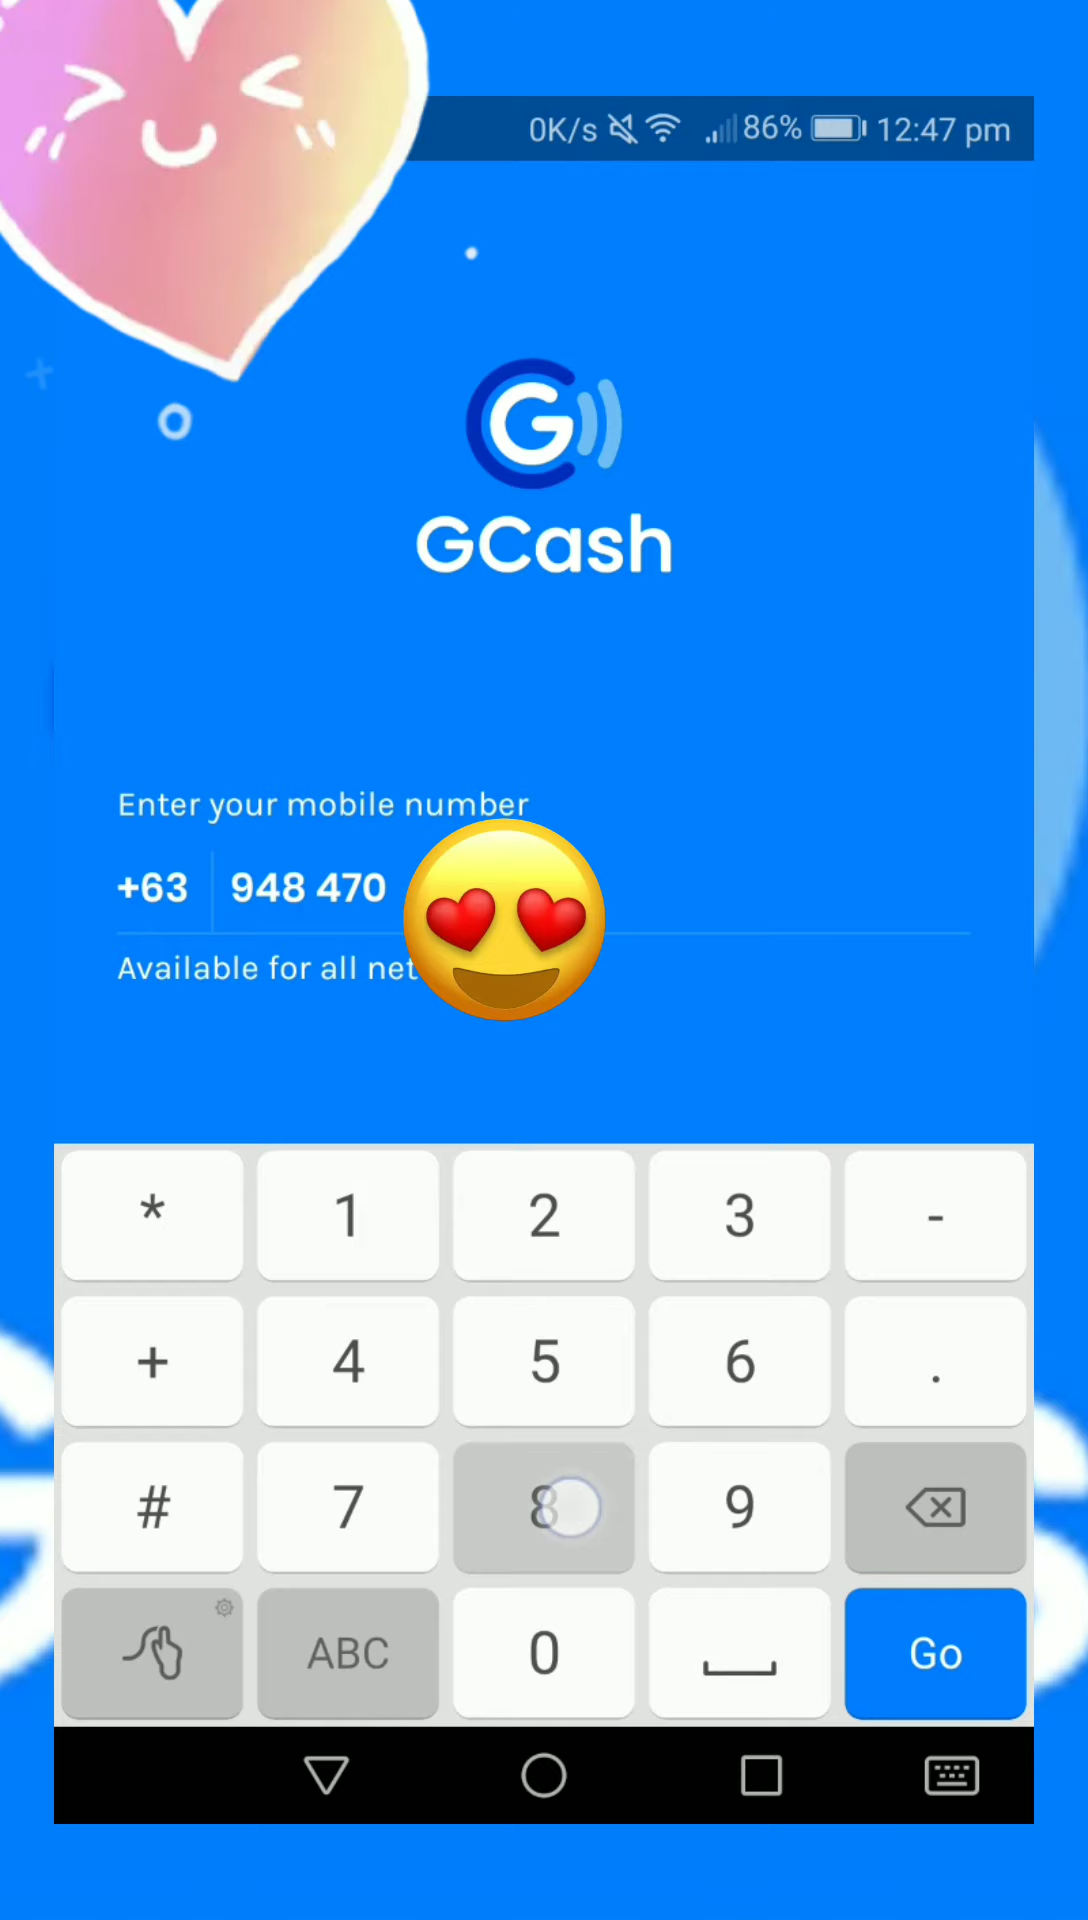 0K/s 86% 12:47 pm
G
GCash
Enter your mobile number
+63 948 470
Available for all net
* 1 2 3 -
+ 4 5 6 .
# 7 8 9
ABC 0 Go